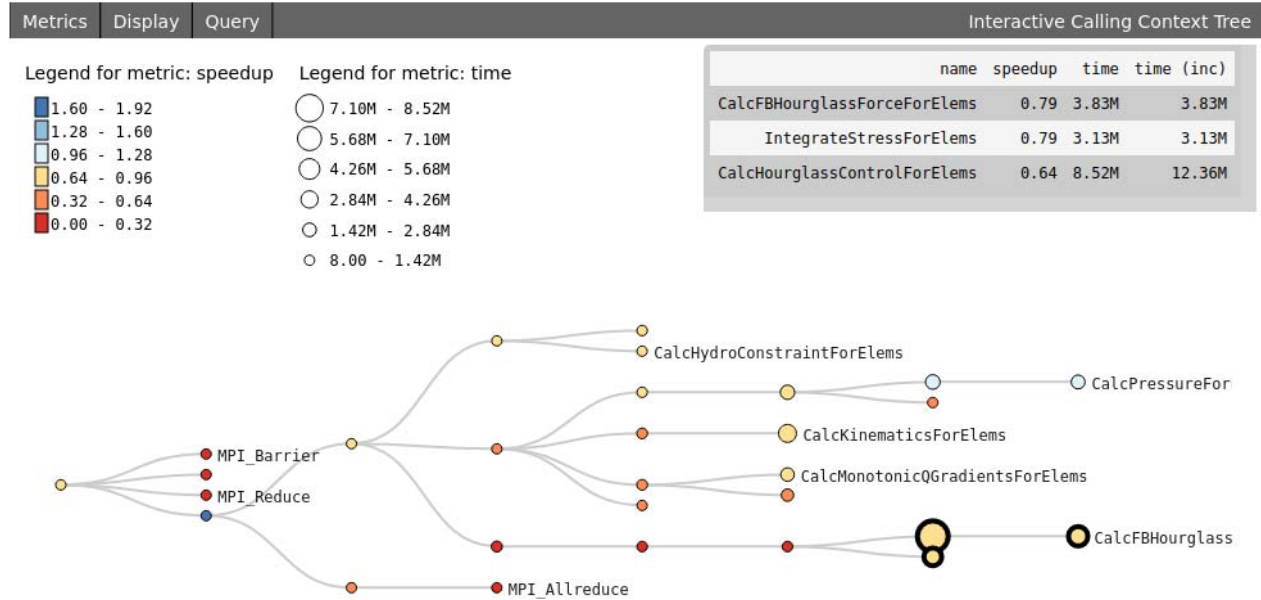 Metrics Display Query Interactive Calling Context Tree
Legend for metric: speedup
1.60 - 1.92
1.28 - 1.60
0.96 - 1.28
0.64 - 0.96
0.32 - 0.64
0.00 - 0.32
Legend for metric: time
7.10M - 8.52M
5.68M - 7.10M
4.26M - 5.68M
2.84M - 4.26M
1.42M - 2.84M
8.00 - 1.42M
name speedup time time (inc)
CalcFBHourglassForceForElems 0.79 3.83M 3.83M
IntegrateStressForElems 0.79 3.13M 3.13M
CalcHourglassControlForElems 0.64 8.52M 12.36M
CalcHydroConstraintForElems
CalcPressureFor
CalcKinematicsForElems
MPI_Barrier
CalcMonotonicQGradientsForElems
MPI_Reduce
CalcFBHourglass
MPI_Allreduce